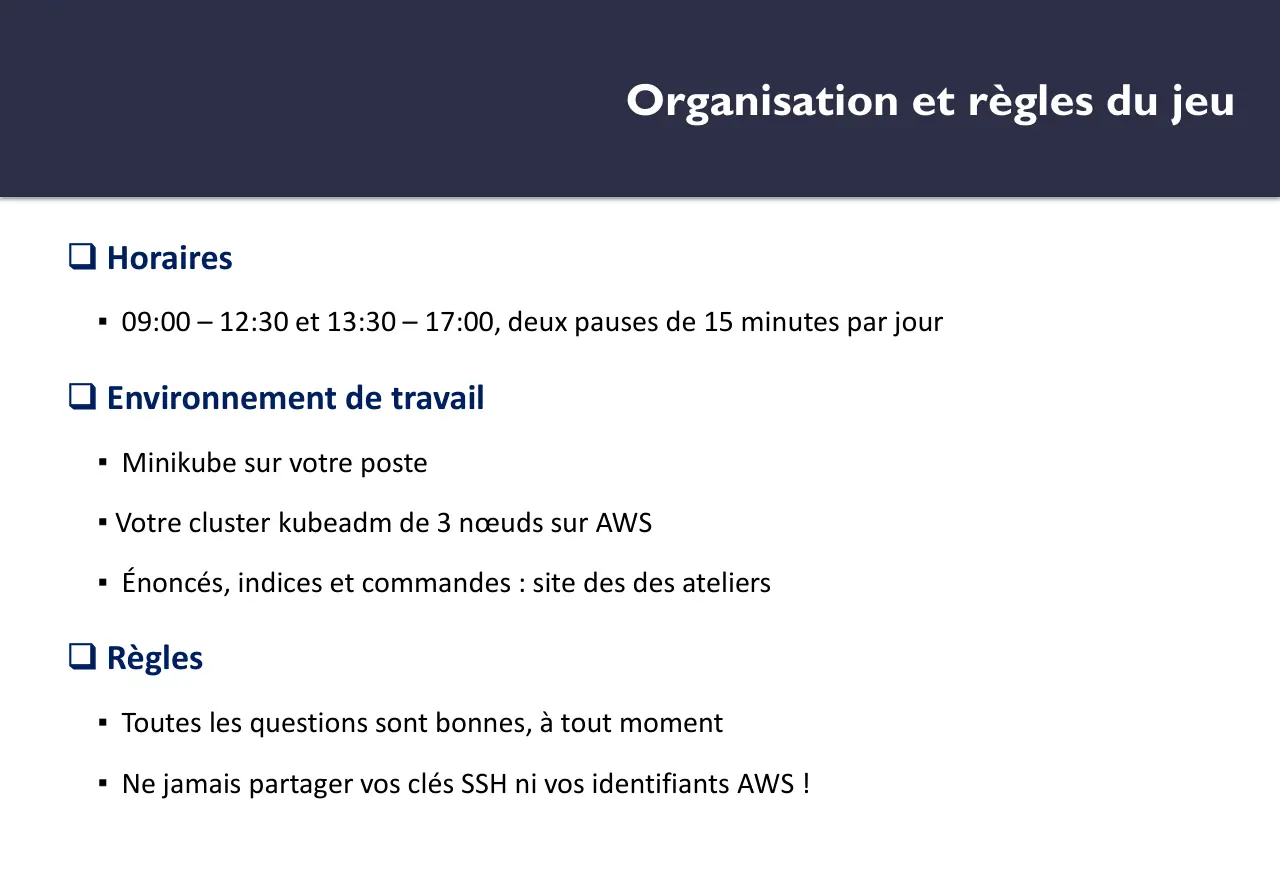 Organisation et règles du jeu
❑ Horaires
▪ 09:00 – 12:30 et 13:30 – 17:00, deux pauses de 15 minutes par jour
❑ Environnement de travail
▪ Minikube sur votre poste
▪ Votre cluster kubeadm de 3 nœuds sur AWS
▪ Énoncés, indices et commandes : site des des ateliers
❑ Règles
▪ Toutes les questions sont bonnes, à tout moment
▪ Ne jamais partager vos clés SSH ni vos identifiants AWS !